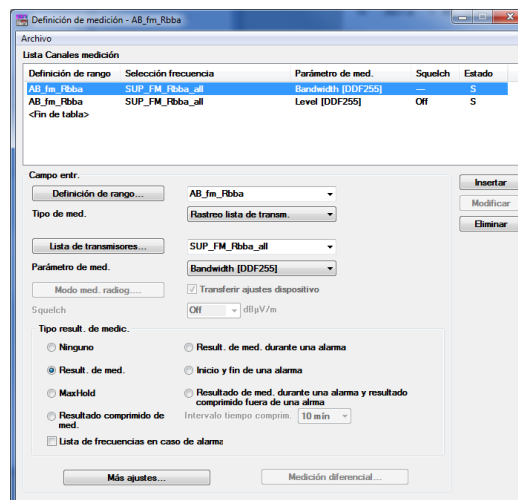 Definición de medición - AB_fm_Rbba
Archivo
Lista Canales medición
Definición de rango Selección frecuencia Parámetro de med. Squelch Estado
AB_fm_Rbba SUP_FM_Rbba_all Bandwidth [DDF255] — S
AB_fm_Rbba SUP_FM_Rbba_all Level [DDF255] Off S
<Fin de tabla>
Campo entr.
Insertar
Definición de rango... AB_fm_Rbba
Modificar
Tipo de med. Rastreo lista de transm.
Eliminar
Lista de transmisores... SUP_FM_Rbba_all
Parámetro de med. Bandwidth [DDF255]
Modo med. radiog.... Transferir ajustes dispositivo
Squelch Off dBµV/m
Tipo result. de medic.
Ninguno Result. de med. durante una alarma
Result. de med. Inicio y fin de una alarma
MaxHold Resultado de med. durante una alarma y resultado
comprimido fuera de una alrma
Resultado comprimido de Intervalo tiempo comprim. 10 min
med.
Lista de frecuencias en caso de alarma
Más ajustes... Medición diferencial...